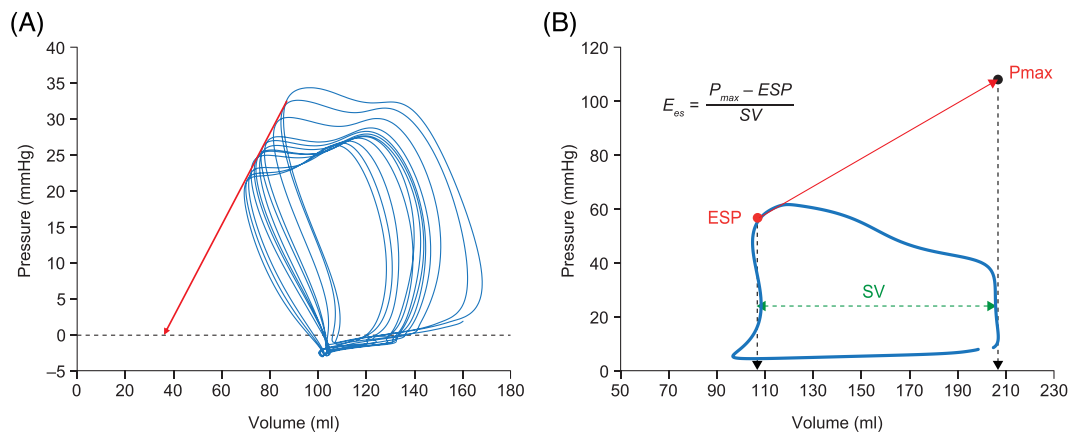 (A)
40
35
30
25
20
15
10
5
0
–5
Pressure (mmHg)
0 20 40 60 80 100 120 140 160 180
Volume (ml)
(B)
120
100
80
60
40
20
0
Pressure (mmHg)
Pmax
E_es = (P_max – ESP) / SV
ESP
SV
50 70 90 110 130 150 170 190 210 230
Volume (ml)